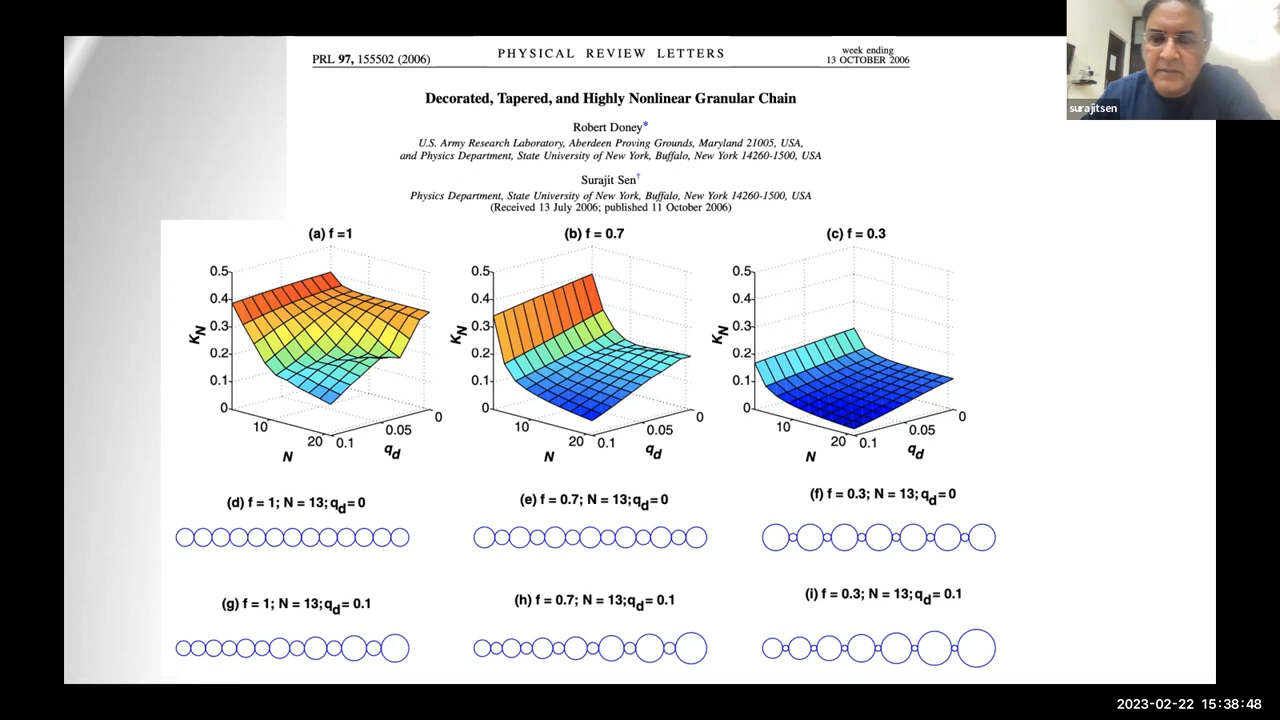 PRL 97, 155502 (2006) PHYSICAL REVIEW LETTERS week ending 13 OCTOBER 2006
Decorated, Tapered, and Highly Nonlinear Granular Chain
Robert Doney*
U.S. Army Research Laboratory, Aberdeen Proving Grounds, Maryland 21005, USA,
and Physics Department, State University of New York, Buffalo, New York 14260-1500, USA
Surajit Sen†
Physics Department, State University of New York, Buffalo, New York 14260-1500, USA
(Received 13 July 2006; published 11 October 2006)
surajitsen
(a) f =1
0.5
0.4
0.3
0.2
0.1
0
K_N
10
20
N
0.1
0.05
0
q_d
(b) f = 0.7
0.5
0.4
0.3
0.2
0.1
0
K_N
10
20
N
0.1
0.05
0
q_d
(c) f = 0.3
0.5
0.4
0.3
0.2
0.1
0
K_N
10
20
N
0.1
0.05
0
q_d
(d) f = 1; N = 13; q_d = 0
(e) f = 0.7; N = 13; q_d = 0
(f) f = 0.3; N = 13; q_d = 0
(g) f = 1; N = 13; q_d = 0.1
(h) f = 0.7; N = 13; q_d = 0.1
(i) f = 0.3; N = 13; q_d = 0.1
2023-02-22 15:38:48